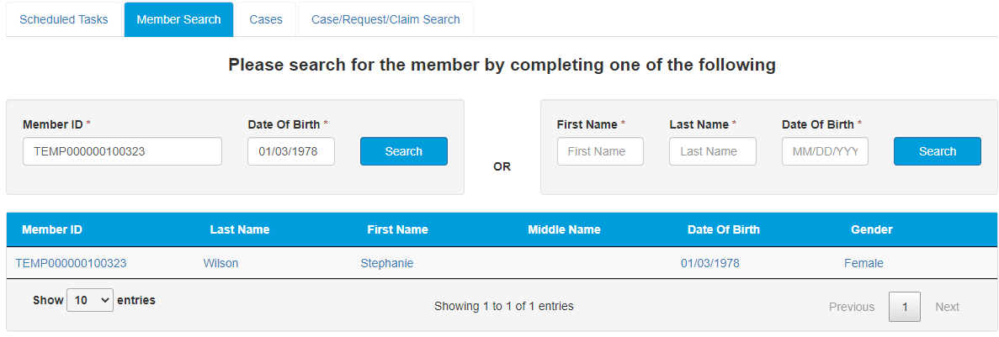 Scheduled Tasks Member Search Cases Case/Request/Claim Search
Please search for the member by completing one of the following
Member ID * Date Of Birth *
TEMP000000100323 01/03/1978 Search
OR
First Name * Last Name * Date Of Birth *
First Name Last Name MM/DD/YYY Search
Member ID Last Name First Name Middle Name Date Of Birth Gender
TEMP000000100323 Wilson Stephanie 01/03/1978 Female
Show 10 entries Showing 1 to 1 of 1 entries Previous 1 Next